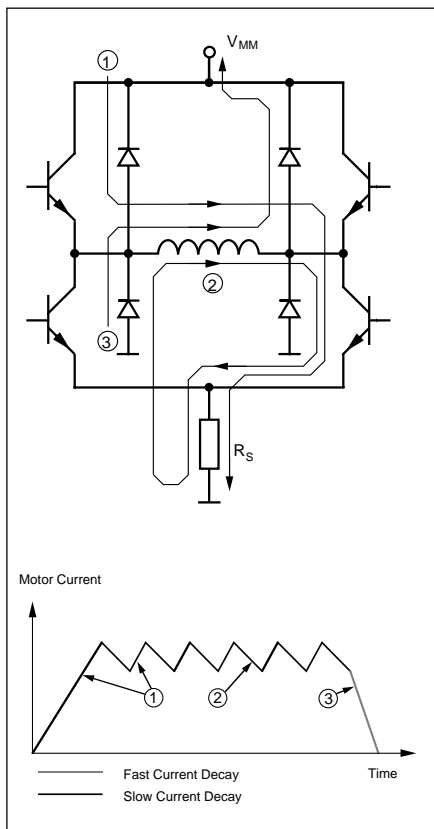 ① V_MM
②
③
R_S
Motor Current
① ② ③
Fast Current Decay Time
Slow Current Decay